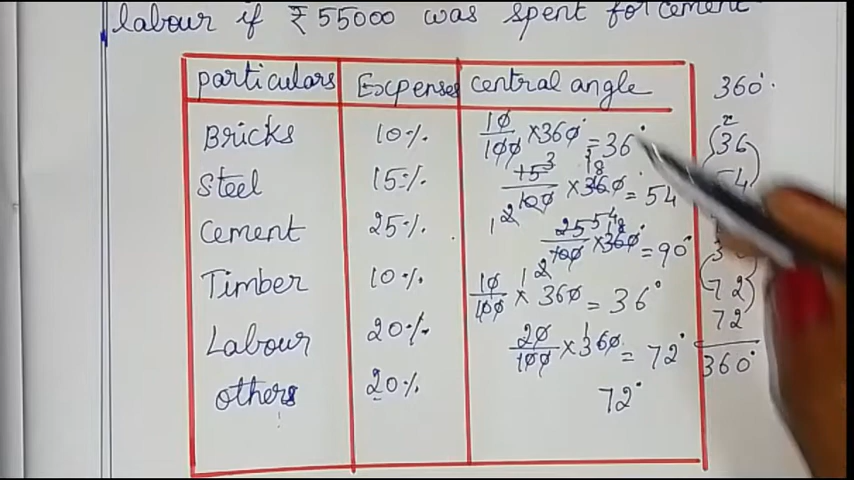 labour if ₹55000 was spent for cement
particulars Expenses central angle 360°
Bricks 10% 10/100 ×360° =36° 36
Steel 15% 15/100 ×360° = 54° 54
Cement 25% 25/100 ×360° =90°
Timber 10% 10/100 × 360° = 36° 72
Labour 20% 20/100 ×360° = 72° 72
others 20% 72° 360°